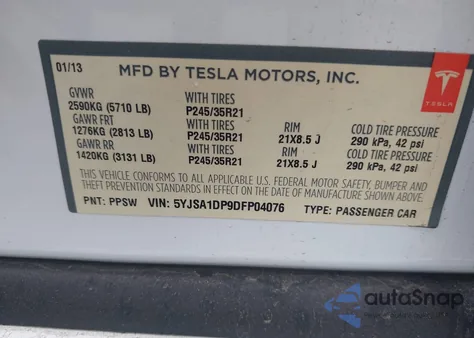 01/13 MFD BY TESLA MOTORS, INC.
TESLA
GVWR WITH TIRES
2590KG (5710 LB) P245/35R21
GAWR FRT WITH TIRES RIM COLD TIRE PRESSURE
1276KG (2813 LB) P245/35R21 21X8.5 J 290 kPa, 42 psi
GAWR RR WITH TIRES RIM COLD TIRE PRESSURE
1420KG (3131 LB) P245/35R21 21X8.5 J 290 kPa, 42 psi
THIS VEHICLE CONFORMS TO ALL APPLICABLE U.S. FEDERAL MOTOR SAFETY, BUMPER AND
THEFT PREVENTION STANDARDS IN EFFECT ON THE DATE OF MANUFACTURE SHOWN ABOVE.
PNT: PPSW VIN: 5YJSA1DP9DFP04076 TYPE: PASSENGER CAR
autoSnap